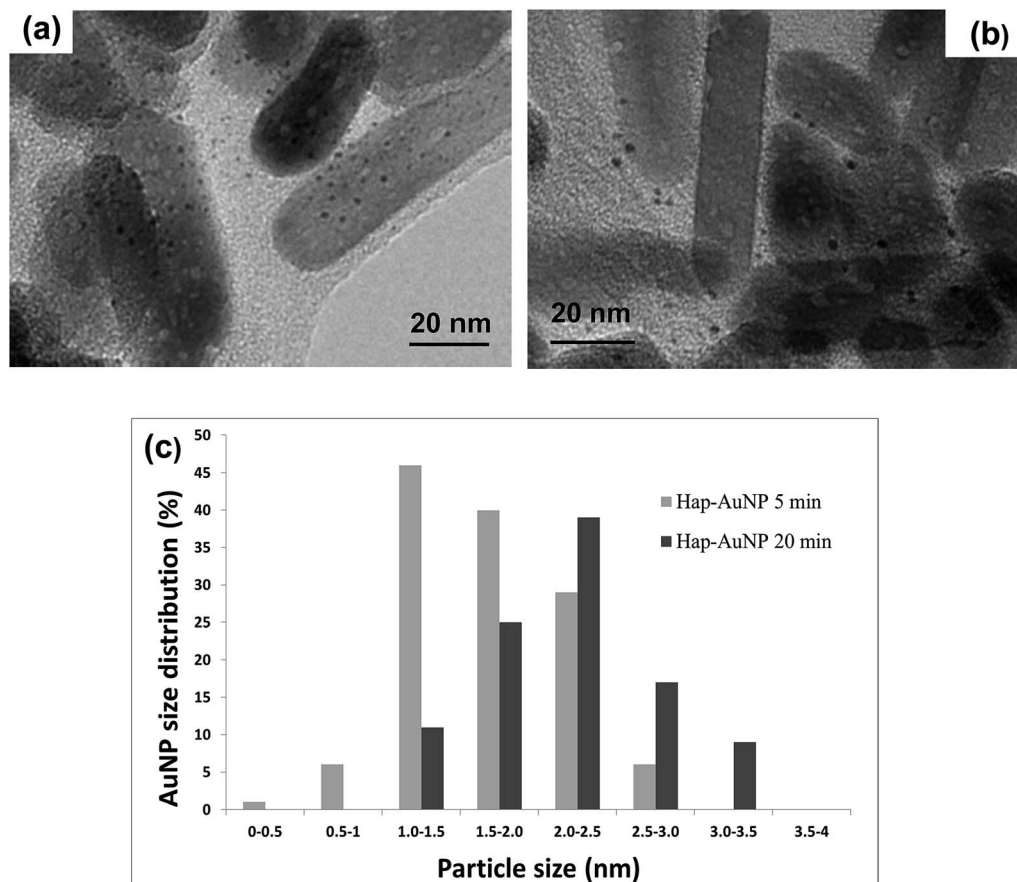 (a)
20 nm
(b)
20 nm
(c)
AuNP size distribution (%)
50
45
40
35
30
25
20
15
10
5
0
Hap-AuNP 5 min
Hap-AuNP 20 min
0-0.5 0.5-1 1.0-1.5 1.5-2.0 2.0-2.5 2.5-3.0 3.0-3.5 3.5-4
Particle size (nm)